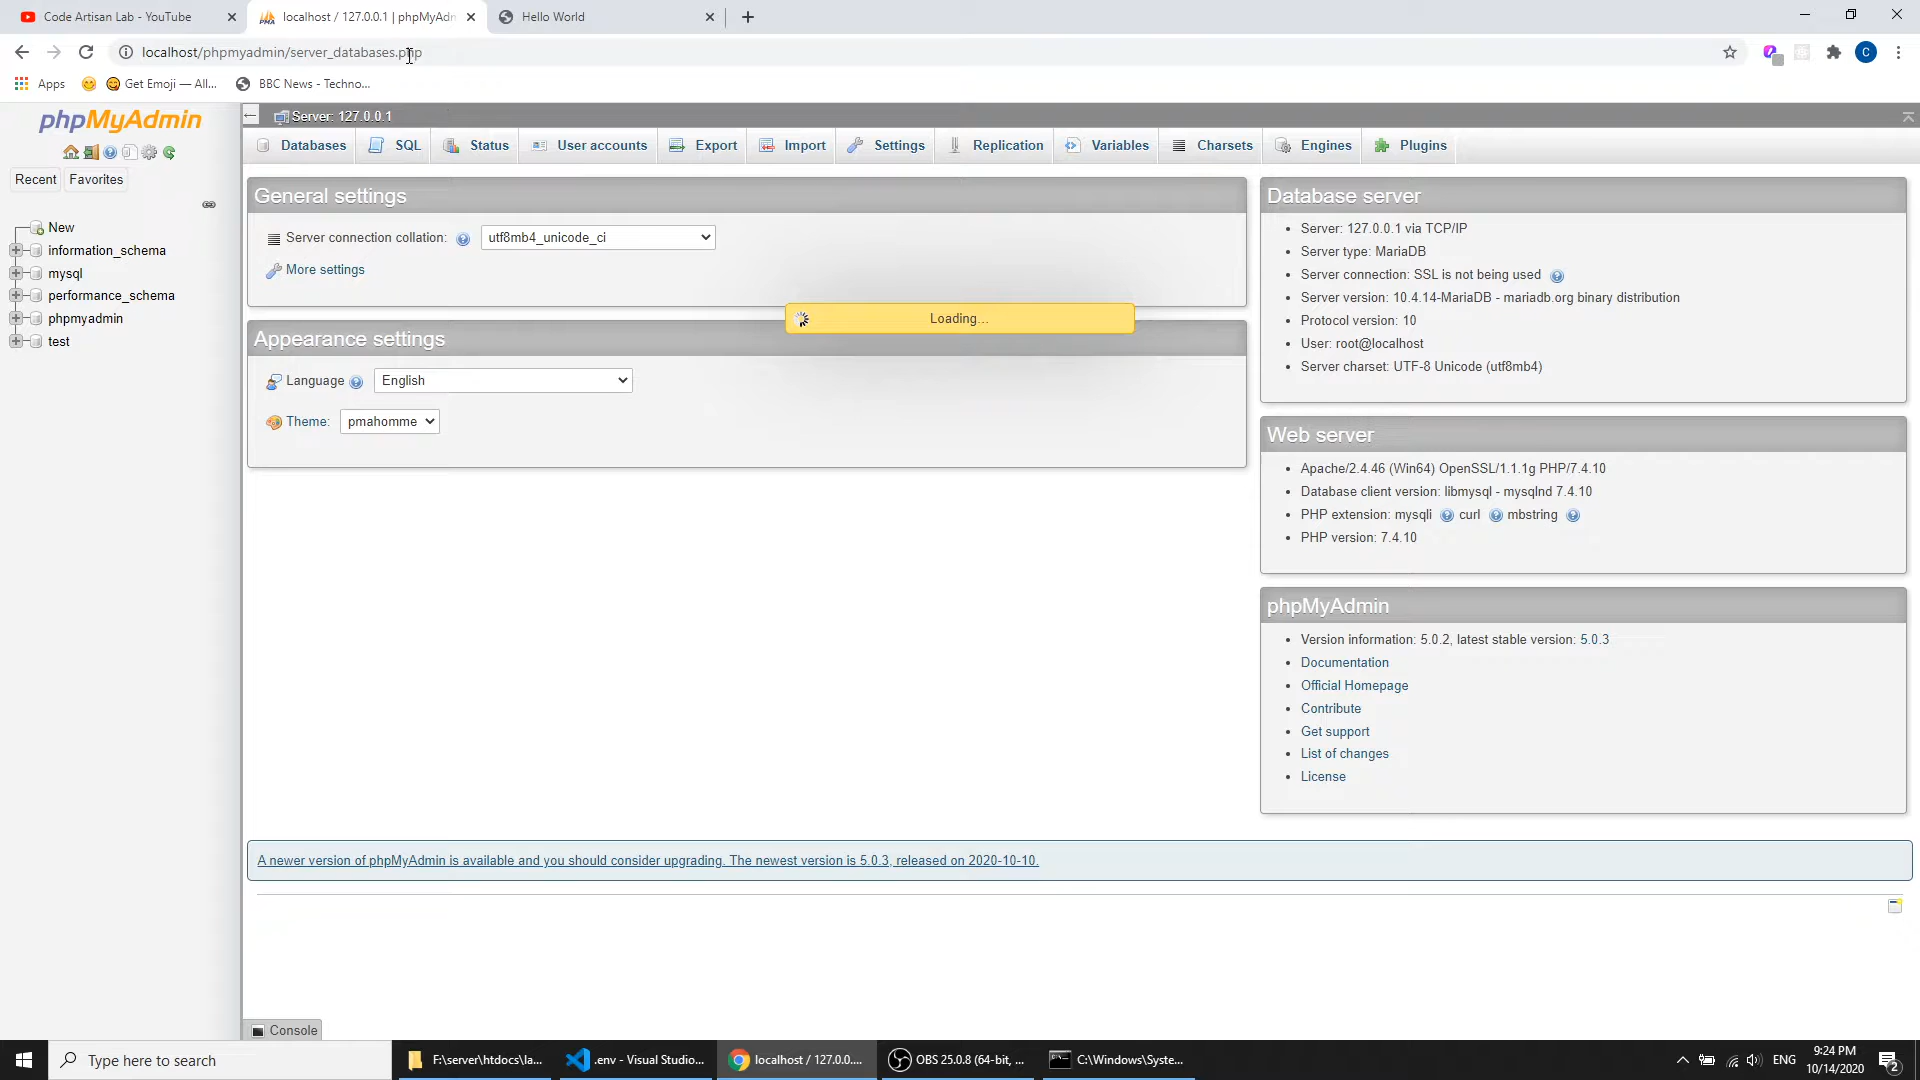 Code Artisan Lab - YouTube
localhost / 127.0.0.1 | phpMyAdm
Hello World
localhost/phpmyadmin/server_databases.php
Apps
Get Emoji — All...
BBC News - Techno...
C
phpMyAdmin
Recent
Favorites
New
information_schema
mysql
performance_schema
phpmyadmin
test
Server: 127.0.0.1
Databases
SQL
Status
User accounts
Export
Import
Settings
Replication
Variables
Charsets
Engines
Plugins
General settings
Server connection collation:
utf8mb4_unicode_ci
More settings
Loading...
Appearance settings
Language
English
Theme:
pmahomme
Database server
Server: 127.0.0.1 via TCP/IP
Server type: MariaDB
Server connection: SSL is not being used
Server version: 10.4.14-MariaDB - mariadb.org binary distribution
Protocol version: 10
User: root@localhost
Server charset: UTF-8 Unicode (utf8mb4)
Web server
Apache/2.4.46 (Win64) OpenSSL/1.1.1g PHP/7.4.10
Database client version: libmysql - mysqlnd 7.4.10
PHP extension: mysqli curl mbstring
PHP version: 7.4.10
phpMyAdmin
Version information: 5.0.2, latest stable version: 5.0.3
Documentation
Official Homepage
Contribute
Get support
List of changes
License
A newer version of phpMyAdmin is available and you should consider upgrading. The newest version is 5.0.3, released on 2020-10-10.
Console
Type here to search
F:\server\htdocs\la...
.env - Visual Studio...
localhost / 127.0.0....
OBS 25.0.8 (64-bit, ...
C:\Windows\Syste...
ENG
9:24 PM
10/14/2020
2